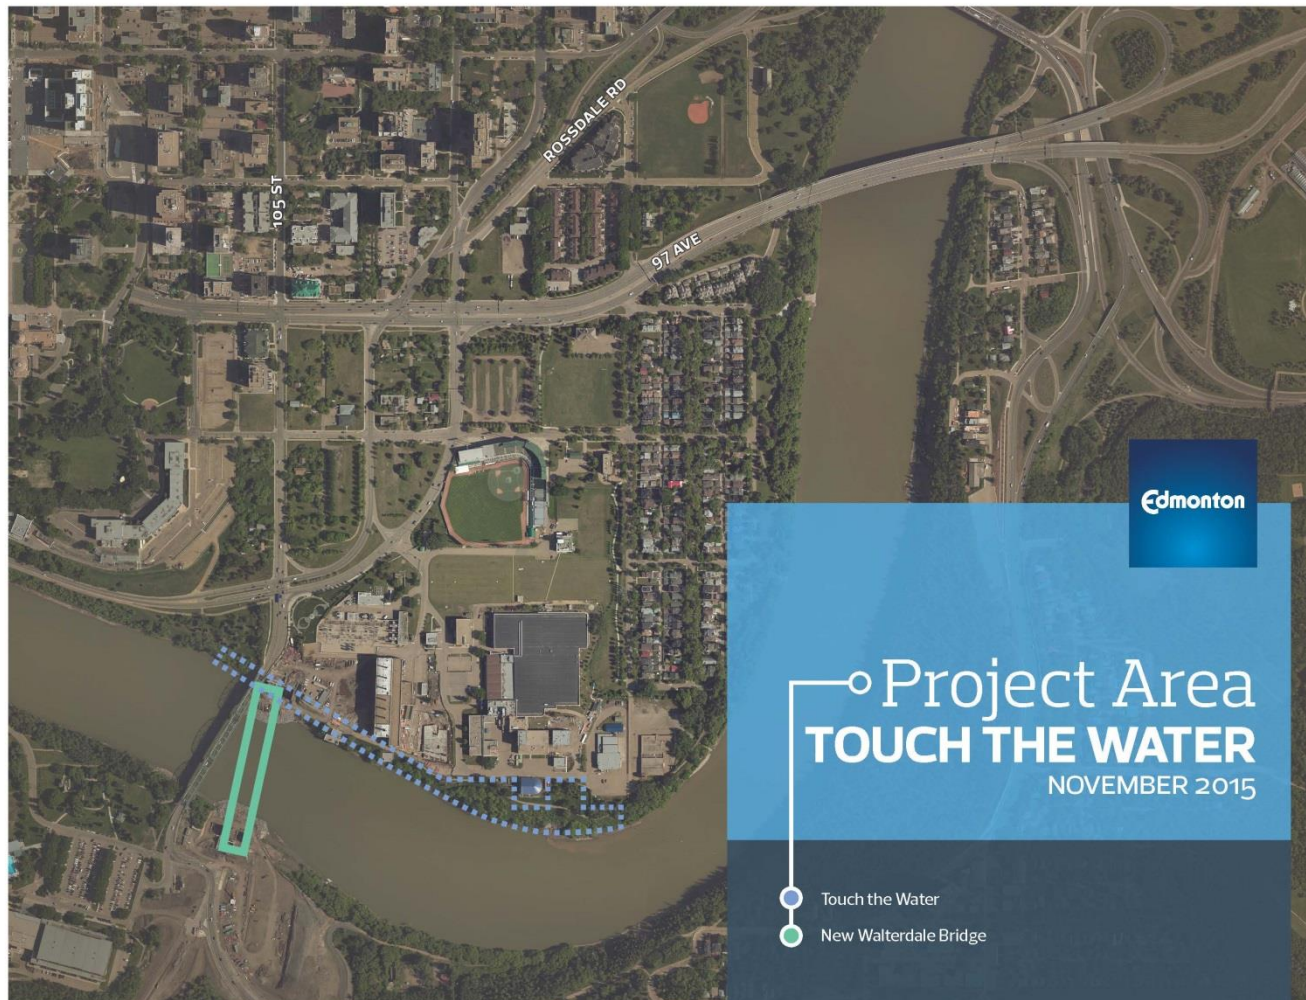 ROSSDALE RD
105 ST
97 AVE
Edmonton
Project Area
TOUCH THE WATER
NOVEMBER 2015
Touch the Water
New Walterdale Bridge